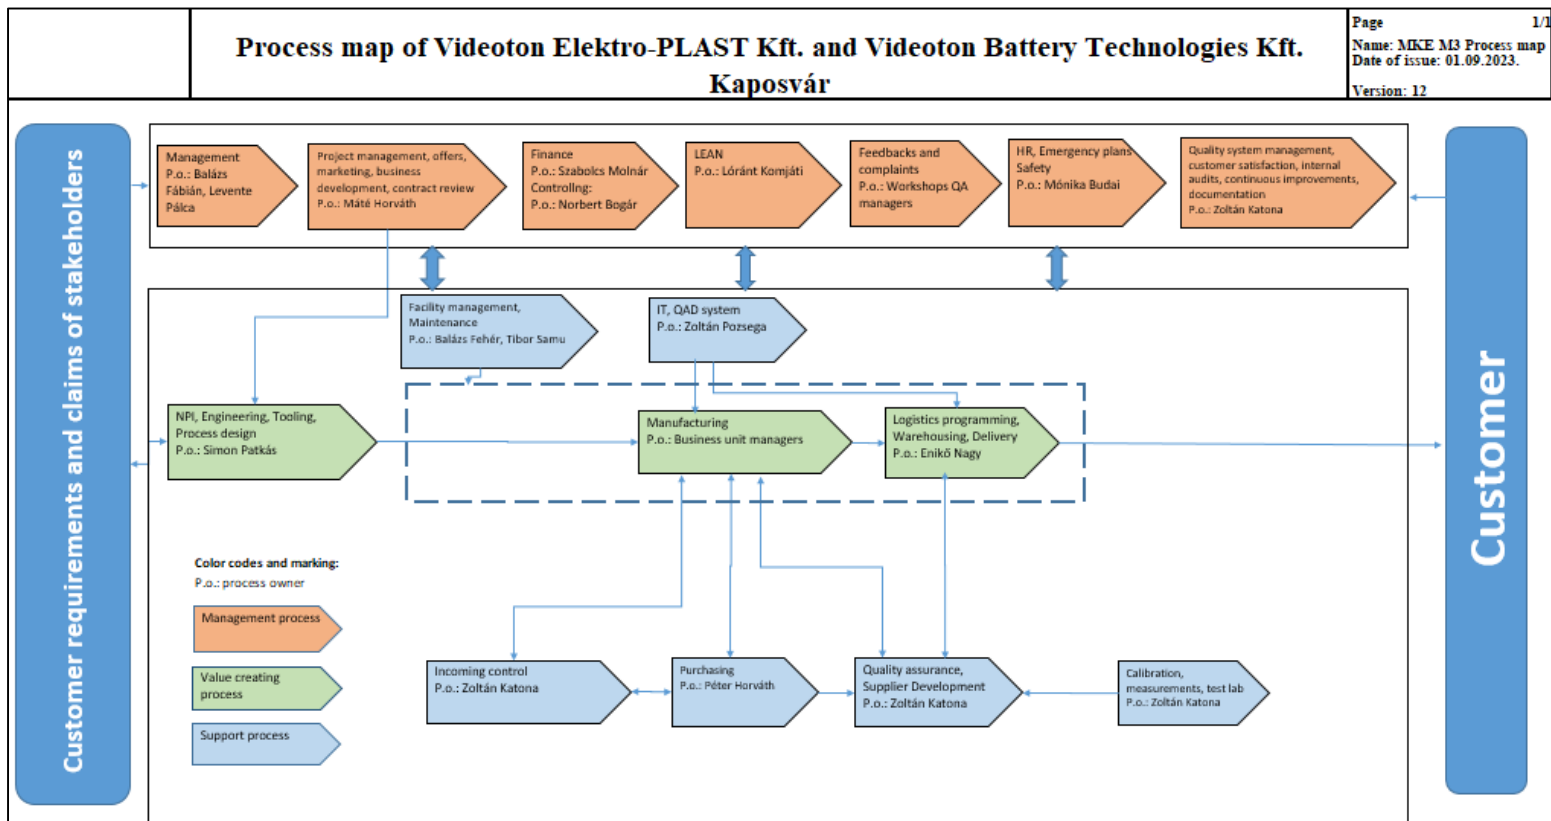 Process map of Videoton Elektro-PLAST Kft. and Videoton Battery Technologies Kft.
Kaposvár
Page 1/1
Name: MKE M3 Process map
Date of issue: 01.09.2023.
Version: 12
Customer requirements and claims of stakeholders
Management
P.o.: Balázs
Fábián, Levente
Pálca
Project management, offers,
marketing, business
development, contract review
P.o.: Máté Horváth
Finance
P.o.: Szabolcs Molnár
Controllng:
P.o.: Norbert Bogár
LEAN
P.o.: Lóránt Komjáti
Feedbacks and
complaints
P.o.: Workshops QA
managers
HR, Emergency plans
Safety
P.o.: Mónika Budai
Quality system management,
customer satisfaction, internal
audits, continuous improvements,
documentation
P.o.: Zoltán Katona
Facility management,
Maintenance
P.o.: Balázs Fehér, Tibor Samu
IT, QAD system
P.o.: Zoltán Pozsega
NPI, Engineering, Tooling,
Process design
P.o.: Simon Patkás
Manufacturing
P.o.: Business unit managers
Logistics programming,
Warehousing, Delivery
P.o.: Enikő Nagy
Customer
Color codes and marking:
P.o.: process owner
Management process
Value creating
process
Support process
Incoming control
P.o.: Zoltán Katona
Purchasing
P.o.: Péter Horváth
Quality assurance,
Supplier Development
P.o.: Zoltán Katona
Calibration,
measurements, test lab
P.o.: Zoltán Katona